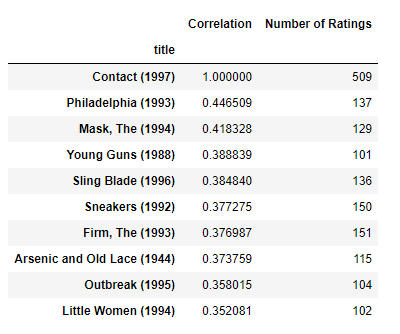 Correlation Number of Ratings
title
Contact (1997) 1.000000 509
Philadelphia (1993) 0.446509 137
Mask, The (1994) 0.418328 129
Young Guns (1988) 0.388839 101
Sling Blade (1996) 0.384840 136
Sneakers (1992) 0.377275 150
Firm, The (1993) 0.376987 151
Arsenic and Old Lace (1944) 0.373759 115
Outbreak (1995) 0.358015 104
Little Women (1994) 0.352081 102